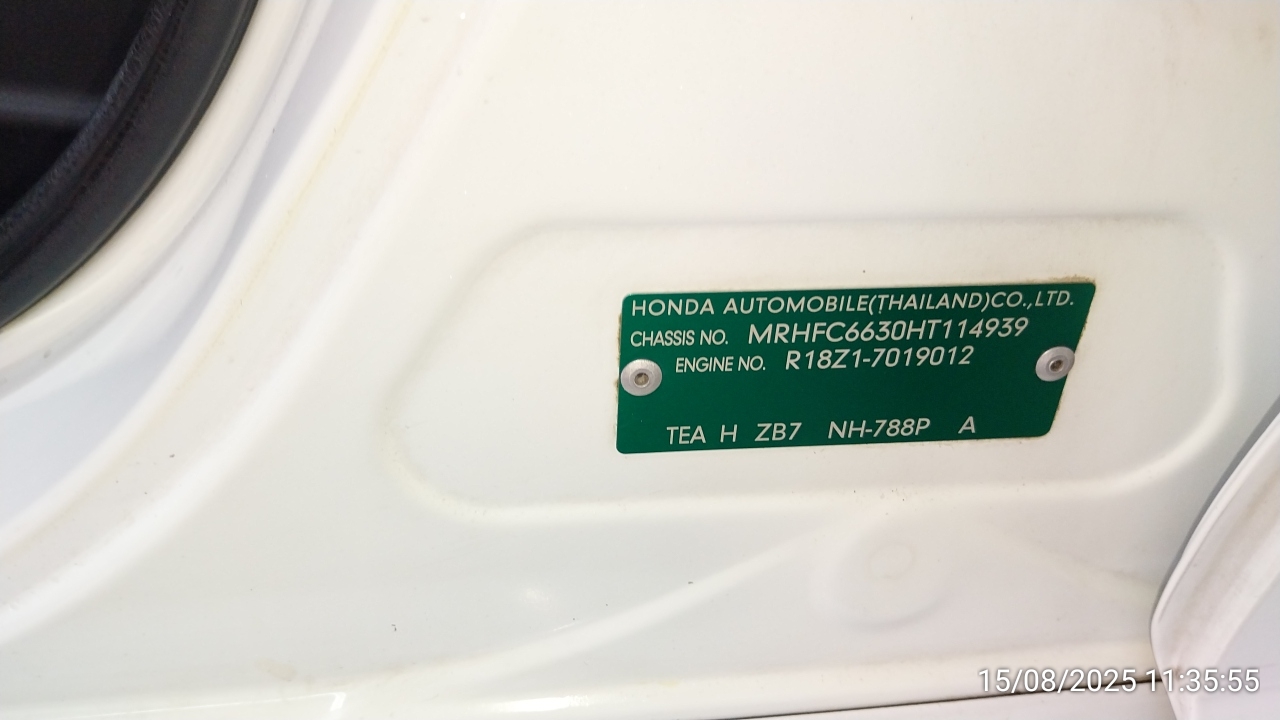 HONDA AUTOMOBILE(THAILAND)CO.,LTD.
CHASSIS NO. MRHFC6630HT114939
ENGINE NO. R18Z1-7019012
TEA H ZB7 NH-788P A
15/08/2025 11:35:55